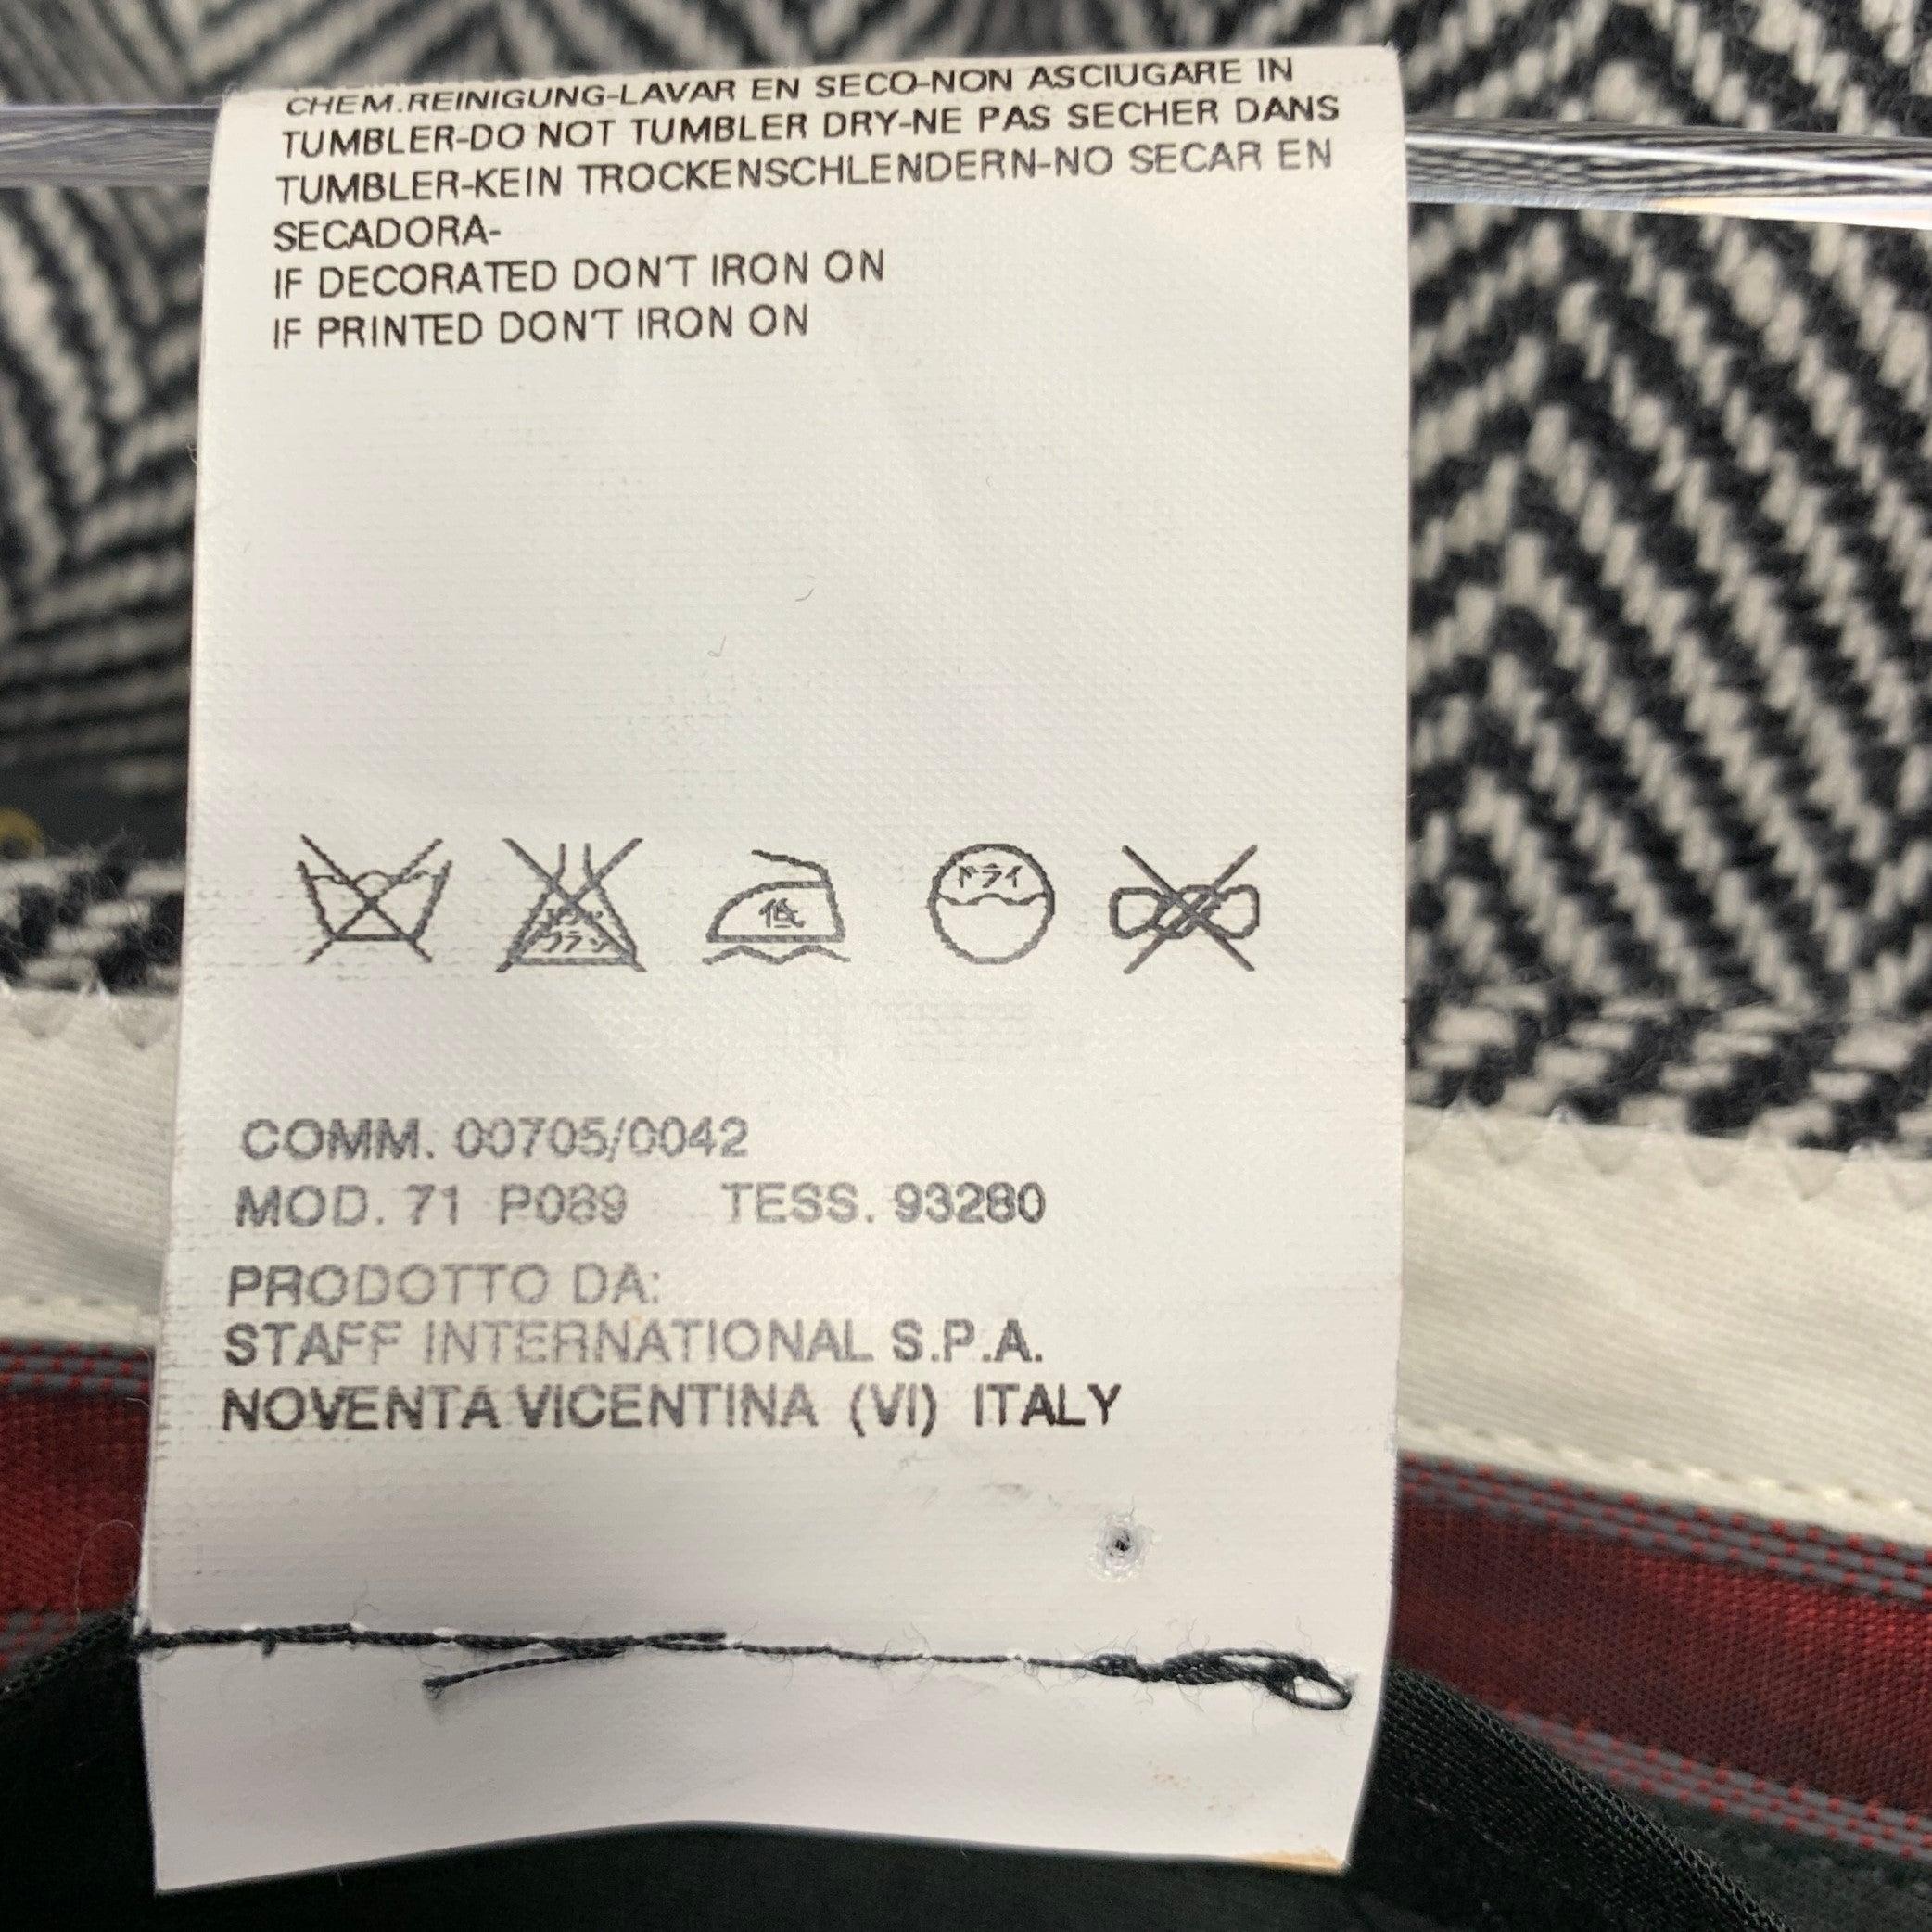 CHEM.REINIGUNG-LAVAR EN SECO-NON ASCIUGARE IN
TUMBLER-DO NOT TUMBLER DRY-NE PAS SECHER DANS
TUMBLER-KEIN TROCKENSCHLENDERN-NO SECAR EN
SECADORA-
IF DECORATED DON'T IRON ON
IF PRINTED DON'T IRON ON
低 ドライ
COMM. 00705/0042
MOD. 71 P089 TESS. 93280
PRODOTTO DA:
STAFF INTERNATIONAL S.P.A.
NOVENTA VICENTINA (VI) ITALY